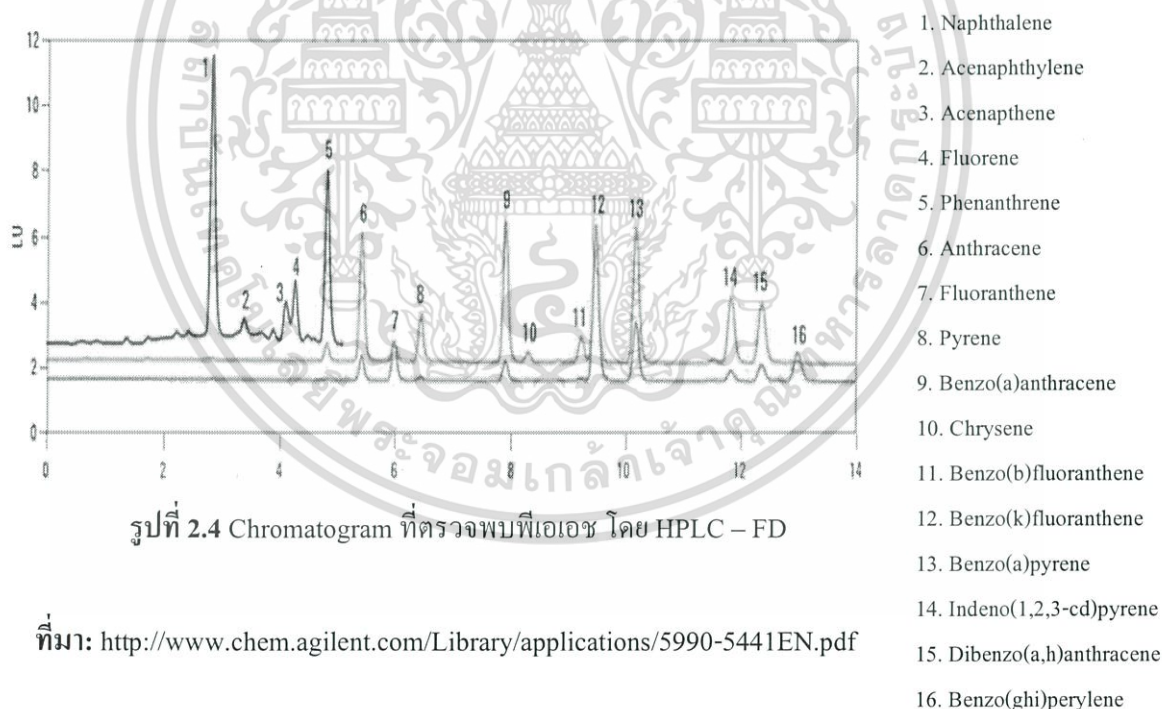 1. Naphthalene
2. Acenaphthylene
3. Acenapthene
4. Fluorene
5. Phenanthrene
6. Anthracene
7. Fluoranthene
8. Pyrene
9. Benzo(a)anthracene
10. Chrysene
11. Benzo(b)fluoranthene
12. Benzo(k)fluoranthene
13. Benzo(a)pyrene
14. Indeno(1,2,3-cd)pyrene
15. Dibenzo(a,h)anthracene
16. Benzo(ghi)perylene
12
10
8
6
4
2
0
1
2
3
4
5
6
7
8
9
10
11
12
13
14
15
16
0 2 4 6 8 10 12 14
รูปที่ 2.4 Chromatogram ที่ตรวจพบพีเอเอช โดย HPLC – FD
ที่มา: http://www.chem.agilent.com/Library/applications/5990-5441EN.pdf